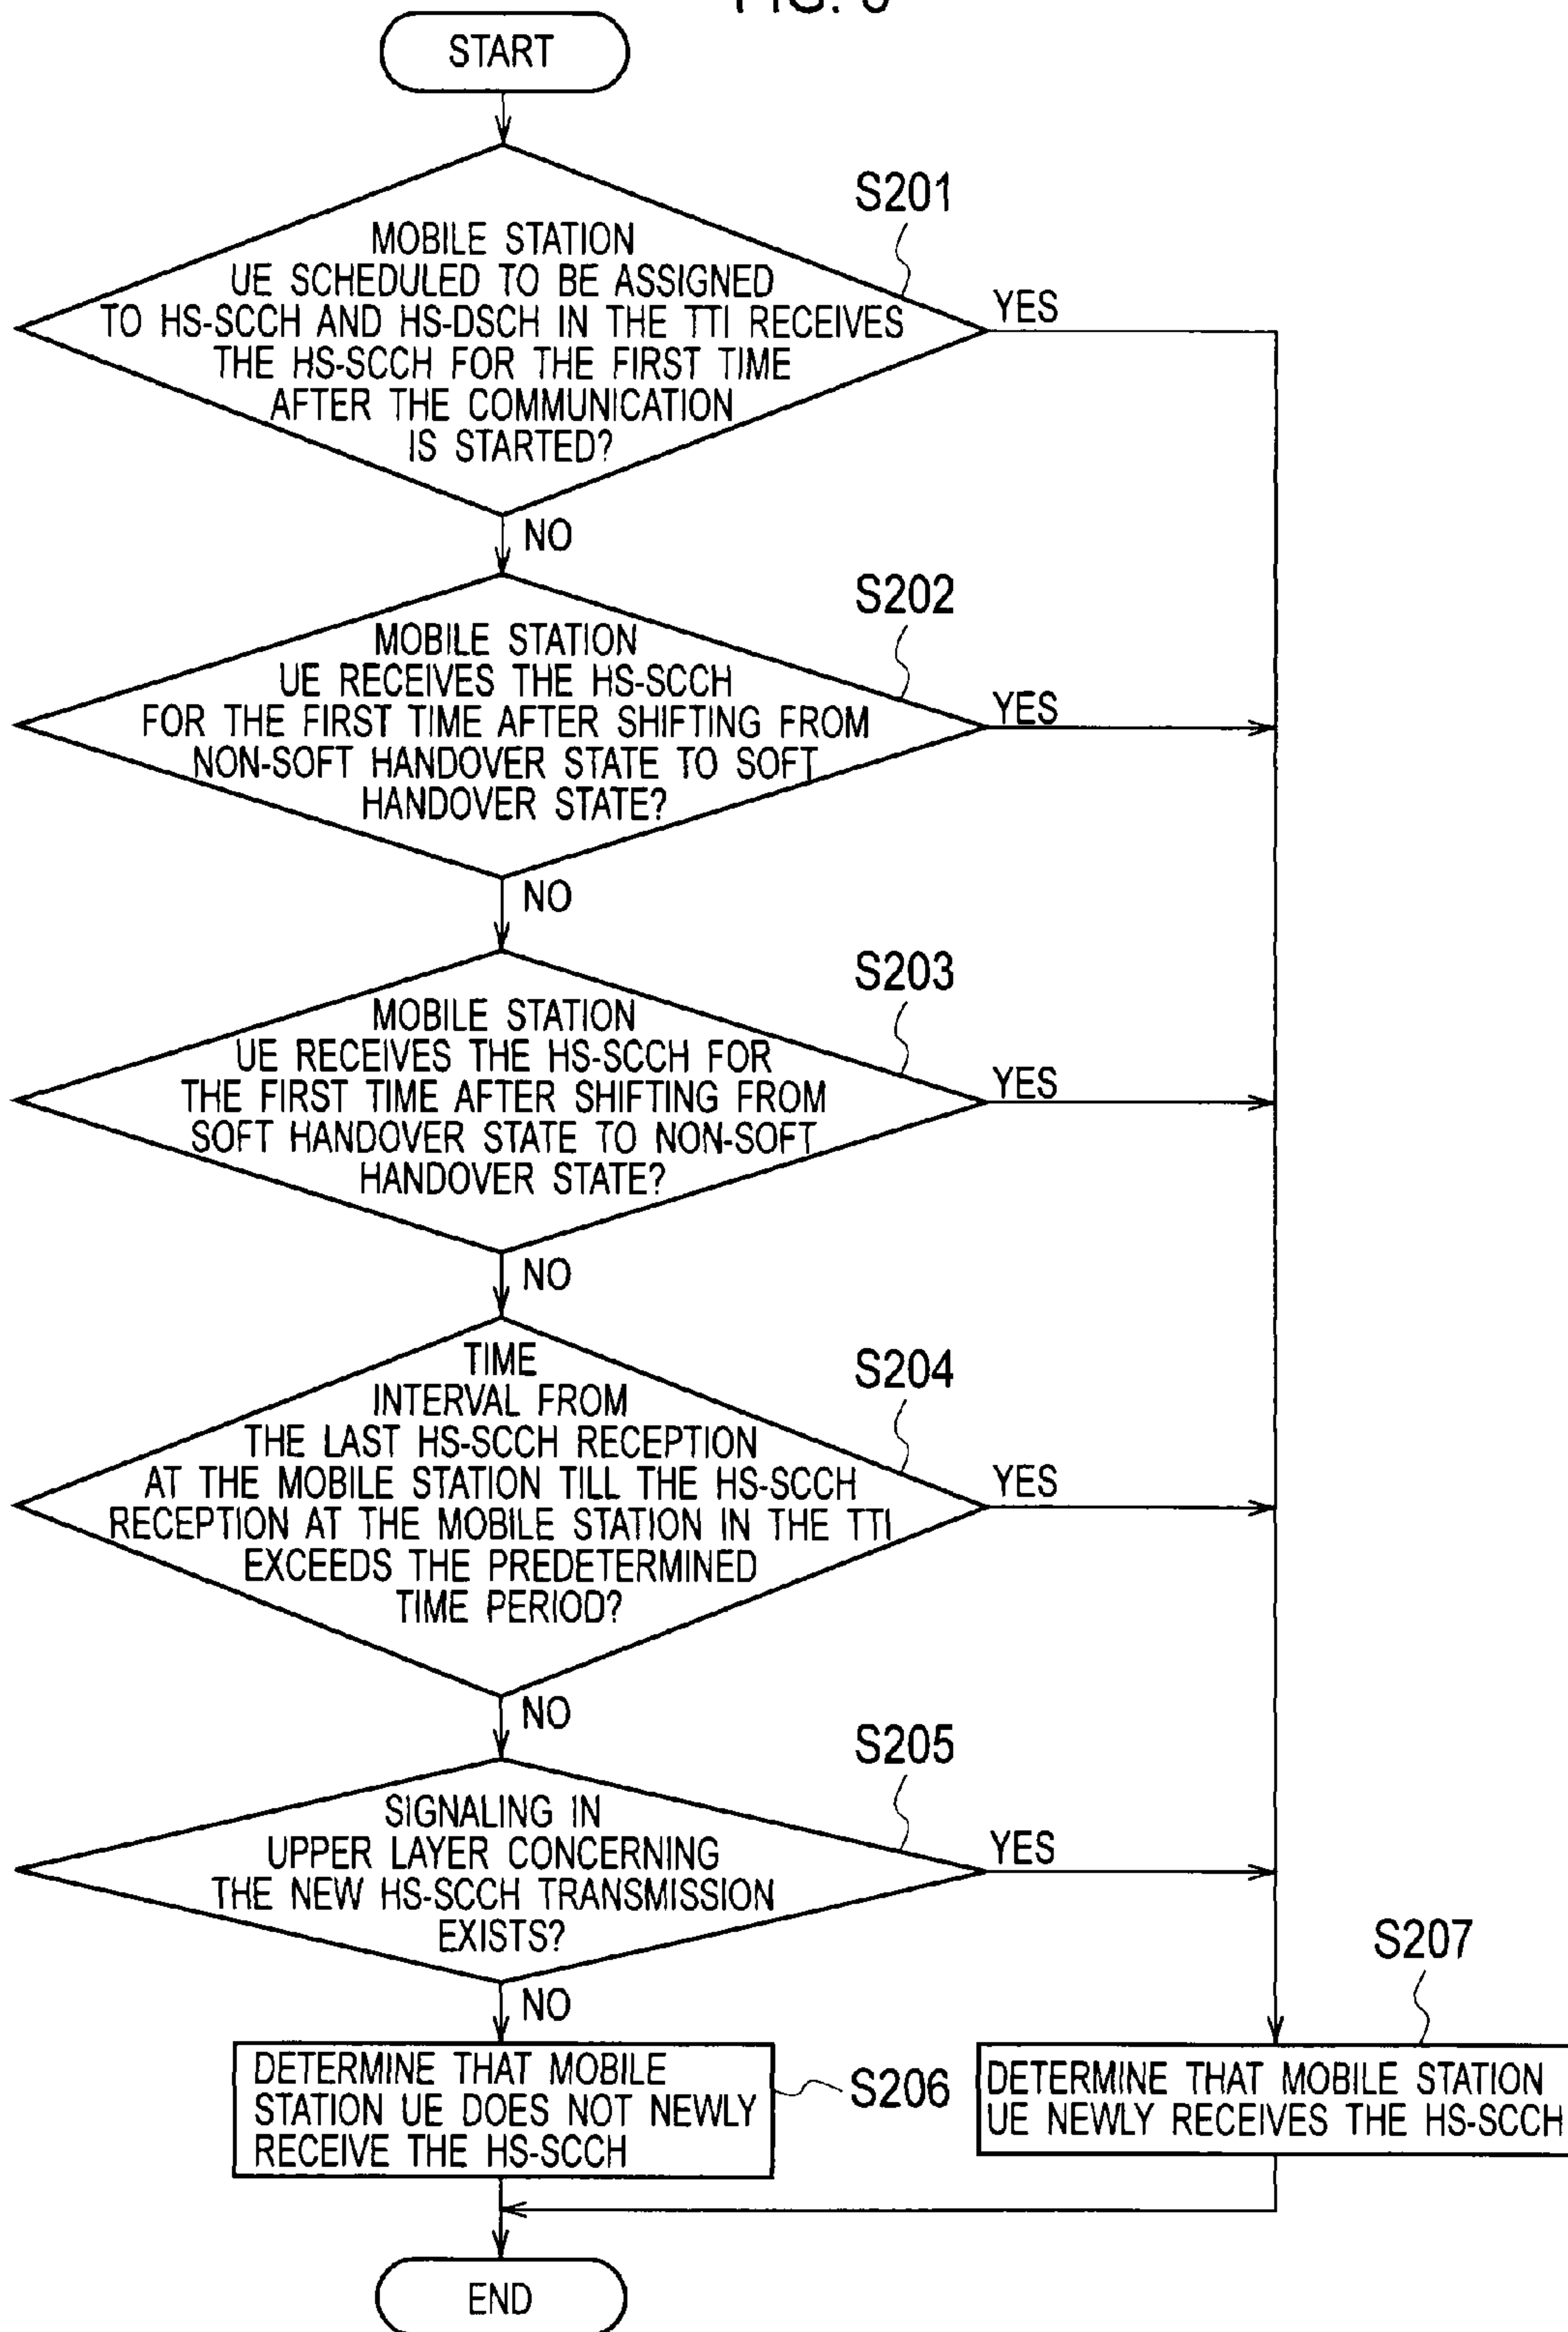 START
S201
MOBILE STATION
UE SCHEDULED TO BE ASSIGNED
TO HS-SCCH AND HS-DSCH IN THE TTI RECEIVES
THE HS-SCCH FOR THE FIRST TIME
AFTER THE COMMUNICATION
IS STARTED?
YES
NO
S202
MOBILE STATION
UE RECEIVES THE HS-SCCH
FOR THE FIRST TIME AFTER SHIFTING FROM
NON-SOFT HANDOVER STATE TO SOFT
HANDOVER STATE?
YES
NO
S203
MOBILE STATION
UE RECEIVES THE HS-SCCH FOR
THE FIRST TIME AFTER SHIFTING FROM
SOFT HANDOVER STATE TO NON-SOFT
HANDOVER STATE?
YES
NO
S204
TIME
INTERVAL FROM
THE LAST HS-SCCH RECEPTION
AT THE MOBILE STATION TILL THE HS-SCCH
RECEPTION AT THE MOBILE STATION IN THE TTI
EXCEEDS THE PREDETERMINED
TIME PERIOD?
YES
NO
S205
SIGNALING IN
UPPER LAYER CONCERNING
THE NEW HS-SCCH TRANSMISSION
EXISTS?
YES
NO
DETERMINE THAT MOBILE
STATION UE DOES NOT NEWLY
RECEIVE THE HS-SCCH
S206
S207
DETERMINE THAT MOBILE STATION
UE NEWLY RECEIVES THE HS-SCCH
END